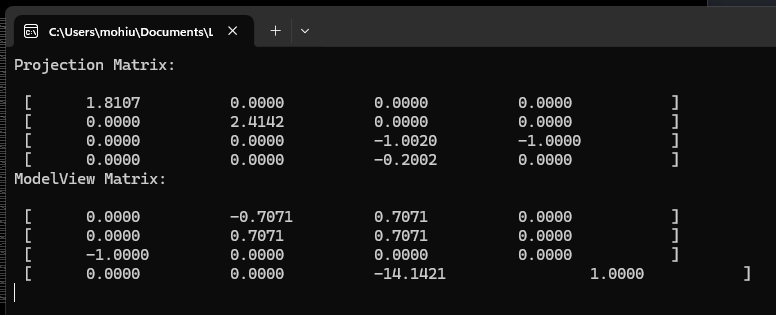 C:\Users\mohiu\Documents\L
Projection Matrix:
[ 1.8107 0.0000 0.0000 0.0000 ]
[ 0.0000 2.4142 0.0000 0.0000 ]
[ 0.0000 0.0000 -1.0020 -1.0000 ]
[ 0.0000 0.0000 -0.2002 0.0000 ]
ModelView Matrix:
[ 0.0000 -0.7071 0.7071 0.0000 ]
[ 0.0000 0.7071 0.7071 0.0000 ]
[ -1.0000 0.0000 0.0000 0.0000 ]
[ 0.0000 0.0000 -14.1421 1.0000 ]